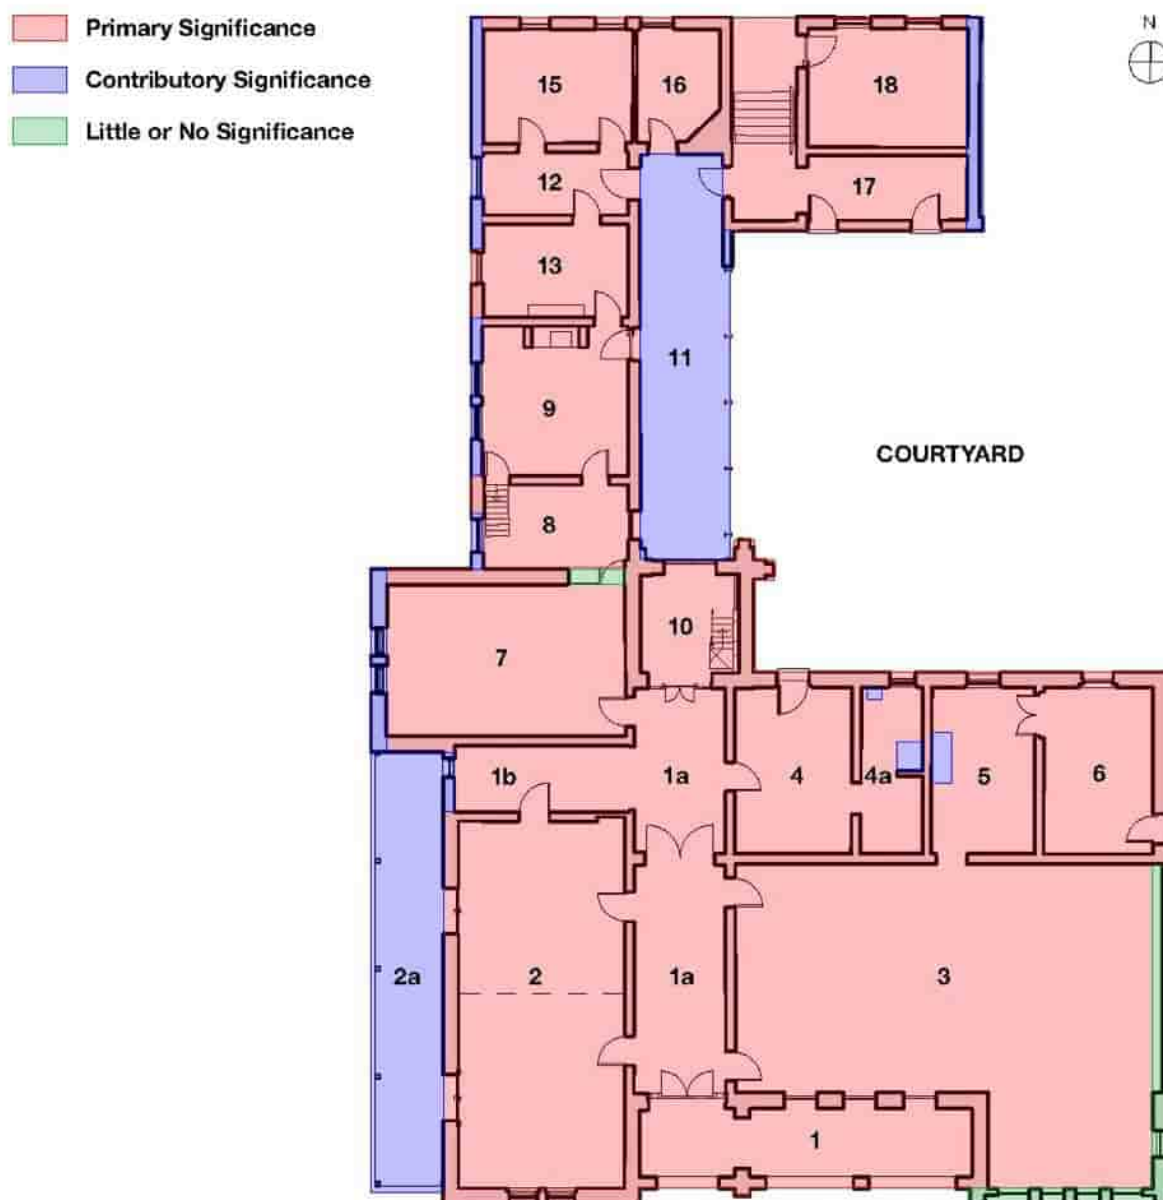 Primary Significance
Contributory Significance
Little or No Significance
N
15
16
18
12
17
13
11
9
COURTYARD
8
10
7
1b
1a
4
4a
5
6
2a
2
1a
3
1